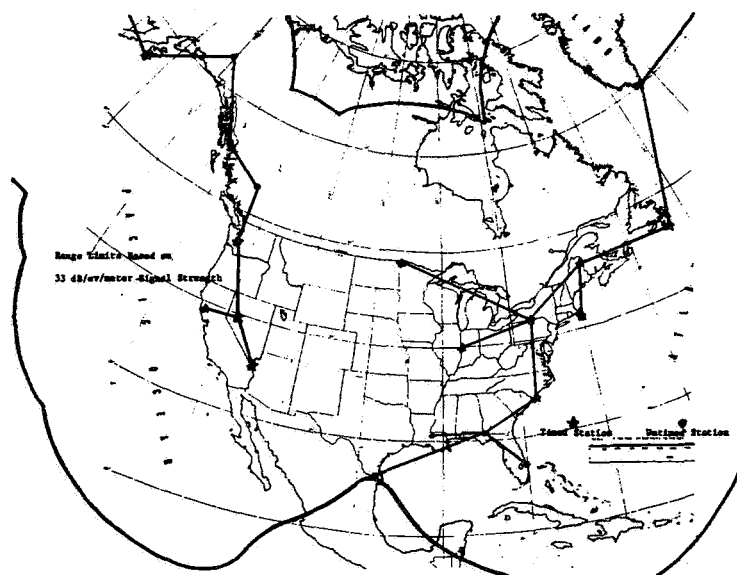 Range Limits Based on
33 dB/uv/meter Signal Strength
Timed Station
Untimed Station